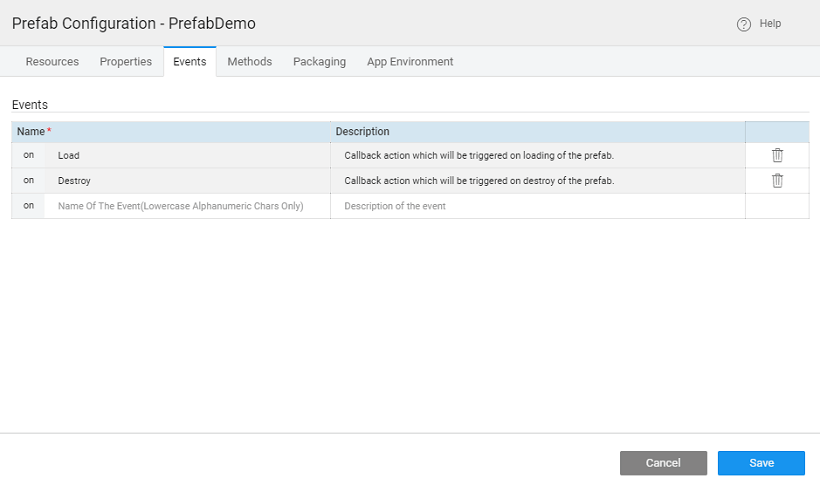 Prefab Configuration - PrefabDemo
? Help
Resources Properties Events Methods Packaging App Environment
Events
Name * Description
on Load Callback action which will be triggered on loading of the prefab.
on Destroy Callback action which will be triggered on destroy of the prefab.
on Name Of The Event(Lowercase Alphanumeric Chars Only) Description of the event
Cancel Save